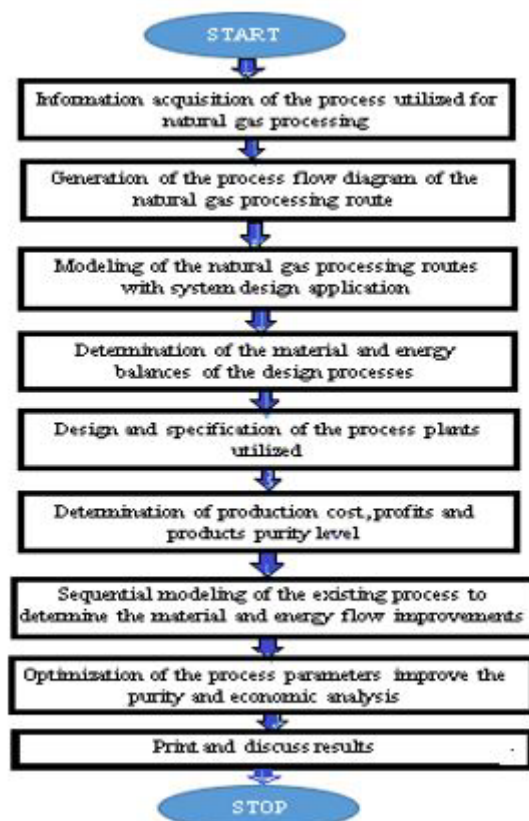 START
Information acquisition of the process utilized for
natural gas processing
Generation of the process flow diagram of the
natural gas processing route
Modeling of the natural gas processing routes
with system design application
Determination of the material and energy
balances of the design processes
Design and specification of the process plants
utilized
Determination of production cost,profits and
products purity level
Sequential modeling of the existing process to
determine the material and energy flow improvements
Optimization of the process parameters improve the
purity and economic analysis
Print and discuss results
STOP